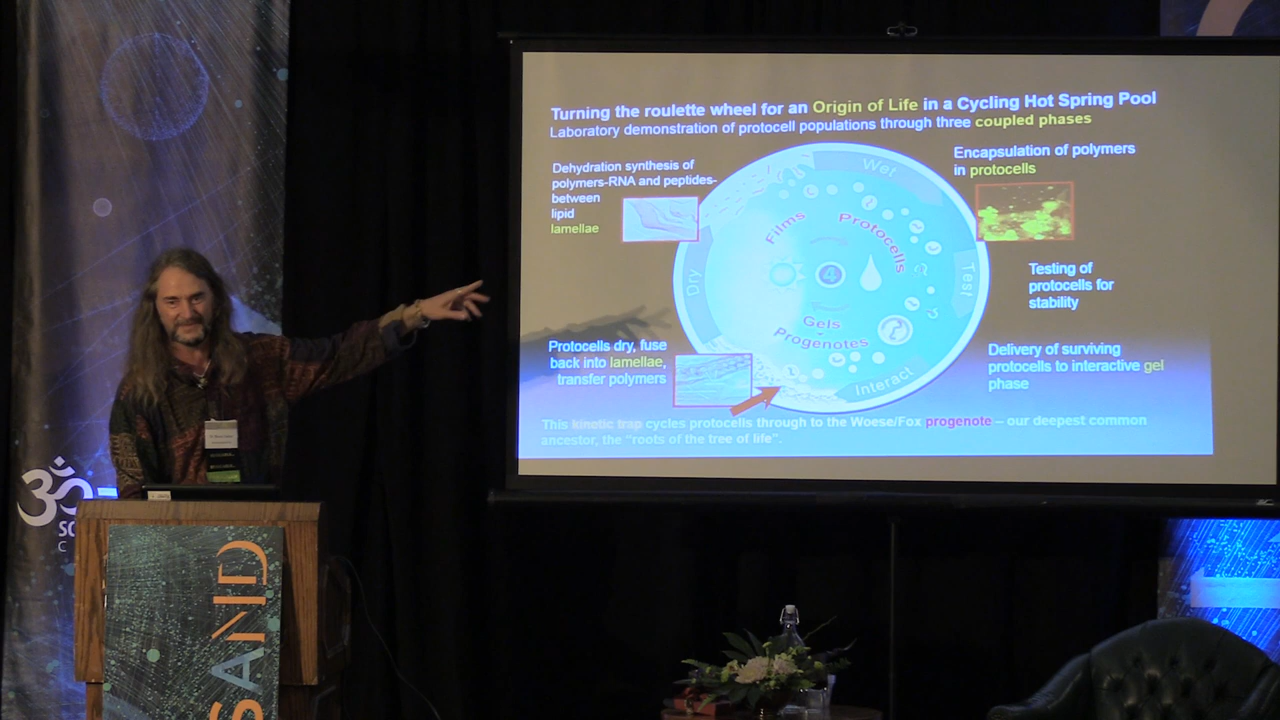 Turning the roulette wheel for an Origin of Life in a Cycling Hot Spring Pool
Laboratory demonstration of protocell populations through three coupled phases
Dehydration synthesis of
polymers-RNA and peptides-
between
lipid
lamellae
Encapsulation of polymers
in protocells
Wet
Films
Protocells
Dry
4
Test
Testing of
protocells for
stability
Gels
Progenotes
Interact
Protocells dry, fuse
back into lamellae,
transfer polymers
Delivery of surviving
protocells to interactive gel
phase
This kinetic trap cycles protocells through to the Woese/Fox progenote – our deepest common
ancestor, the "roots of the tree of life".
ॐ
SC
C
SAND